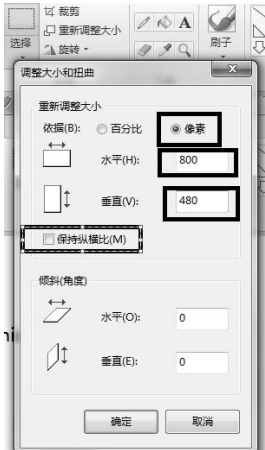 裁剪
重新调整大小
选择
旋转
A
刷子
调整大小和扭曲
重新调整大小
依据(B):
百分比
像素
水平(H):
800
垂直(V):
480
保持纵横比(M)
倾斜(角度)
水平(O):
0
垂直(E):
0
确定
取消